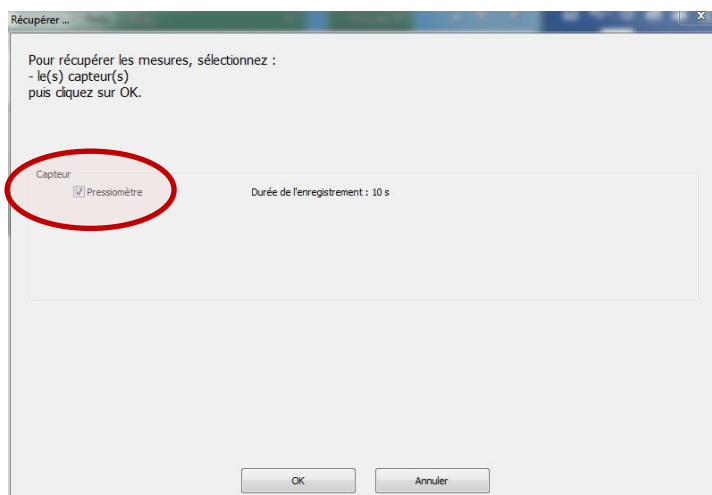 Récupérer ...
Pour récupérer les mesures, sélectionnez :
- le(s) capteur(s)
puis cliquez sur OK.
Capteur
Pressiomètre
Durée de l'enregistrement : 10 s
OK
Annuler